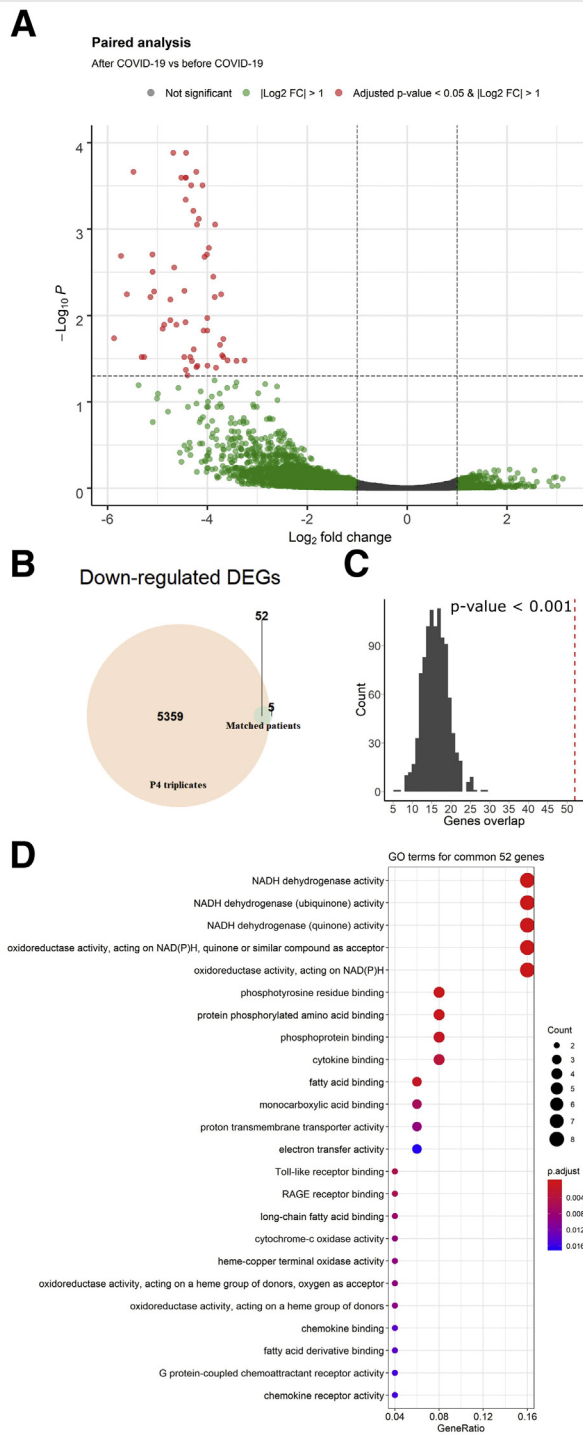 A
Paired analysis
After COVID-19 vs before COVID-19
Not significant |Log2 FC| > 1 Adjusted p-value < 0.05 & |Log2 FC| > 1
4
3
2
1
0
−Log10 P
-6 -4 -2 0 2
Log2 fold change
B
Down-regulated DEGs
52
5
5359
Matched patients
P4 triplicates
C
p-value < 0.001
90
60
30
0
Count
5 10 15 20 25 30 35 40 45 50
Genes overlap
D
GO terms for common 52 genes
NADH dehydrogenase activity
NADH dehydrogenase (ubiquinone) activity
NADH dehydrogenase (quinone) activity
oxidoreductase activity, acting on NAD(P)H, quinone or similar compound as acceptor
oxidoreductase activity, acting on NAD(P)H
phosphotyrosine residue binding
protein phosphorylated amino acid binding
phosphoprotein binding
cytokine binding
fatty acid binding
monocarboxylic acid binding
proton transmembrane transporter activity
electron transfer activity
Toll-like receptor binding
RAGE receptor binding
long-chain fatty acid binding
cytochrome-c oxidase activity
heme-copper terminal oxidase activity
oxidoreductase activity, acting on a heme group of donors, oxygen as acceptor
oxidoreductase activity, acting on a heme group of donors
chemokine binding
fatty acid derivative binding
G protein-coupled chemoattractant receptor activity
chemokine receptor activity
0.04 0.08 0.12 0.16
GeneRatio
Count
2
3
4
5
6
7
8
p.adjust
0.004
0.008
0.012
0.016